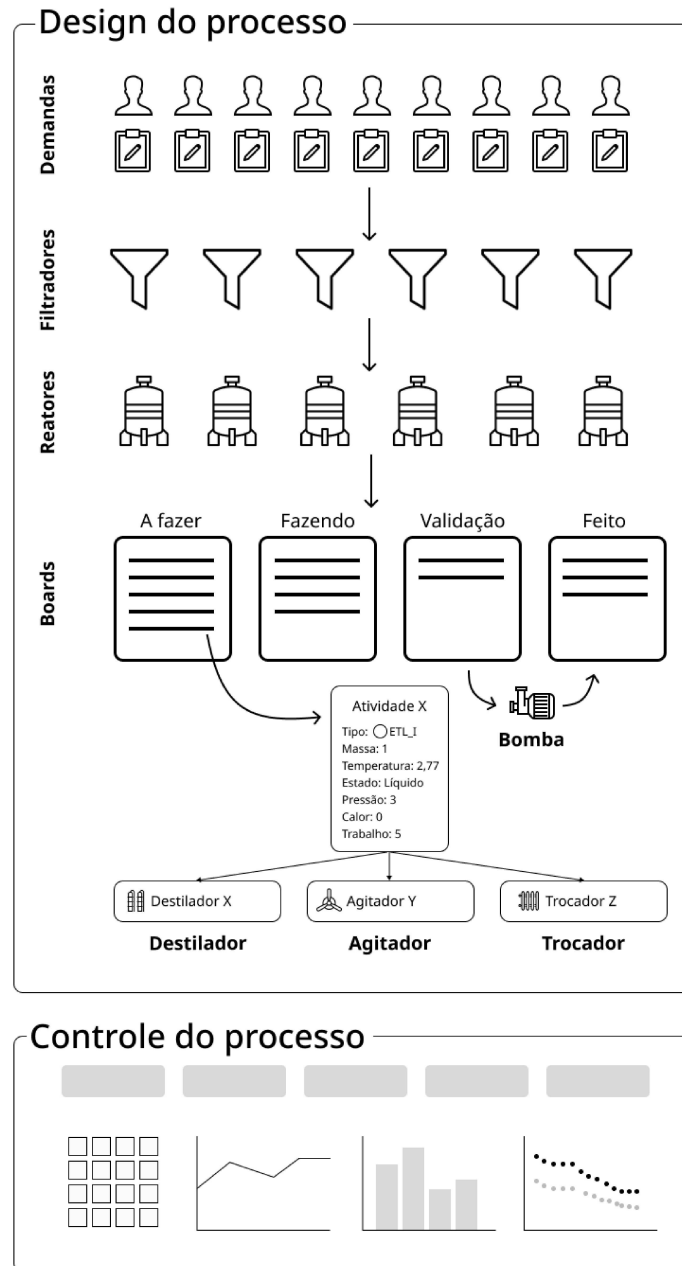 Design do processo
Demandas
Filtradores
Reatores
Boards
A fazer
Fazendo
Validação
Feito
Atividade X
Tipo: ETL_I
Massa: 1
Temperatura: 2,77
Estado: Líquido
Pressão: 3
Calor: 0
Trabalho: 5
Bomba
Destilador X
Agitador Y
Trocador Z
Destilador
Agitador
Trocador
Controle do processo